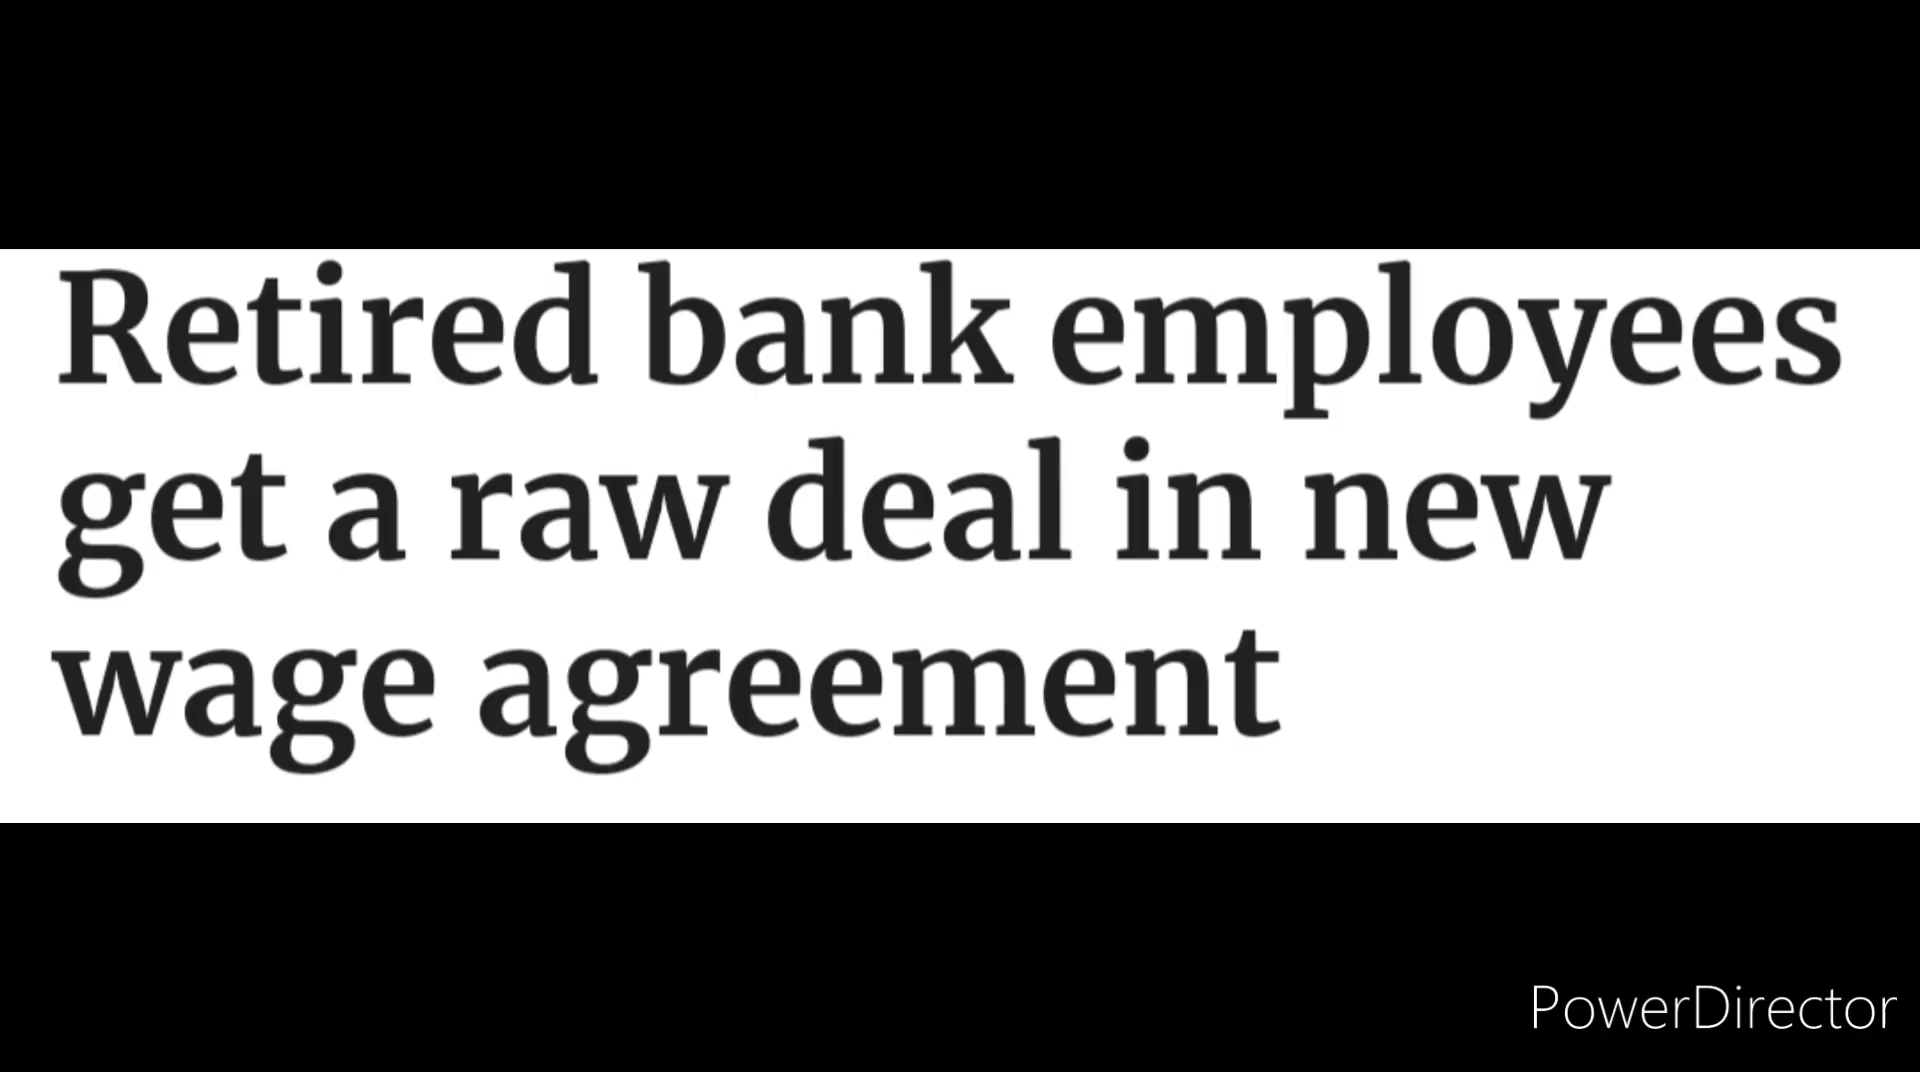 Retired bank employees
get a raw deal in new
wage agreement
PowerDirector